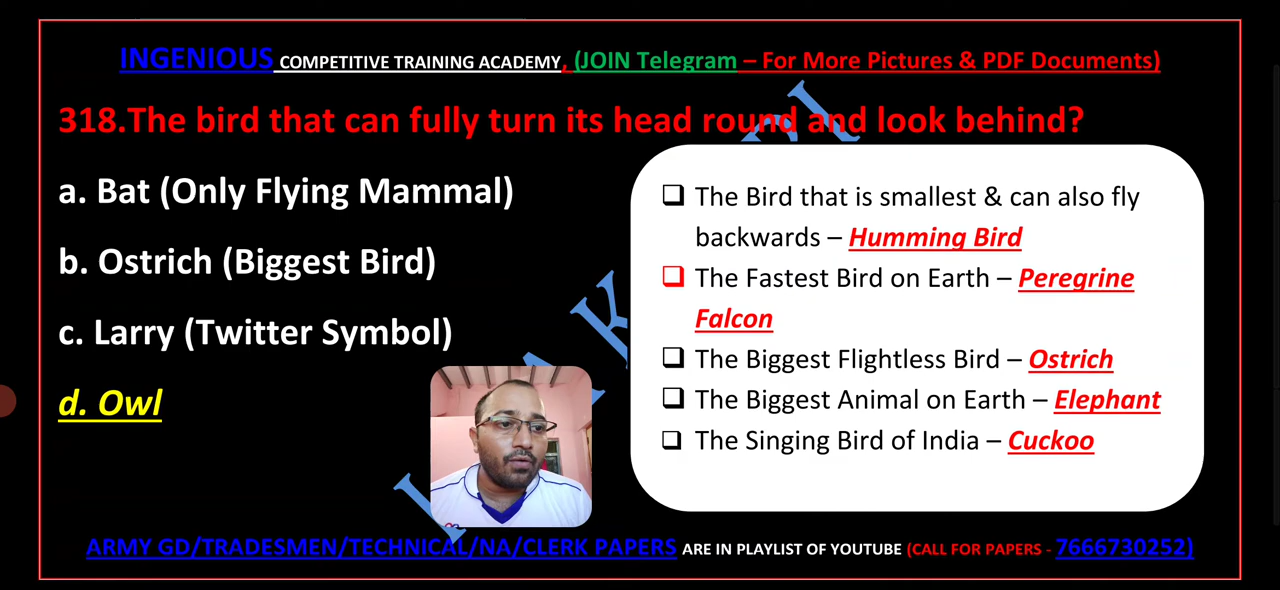 INGENIOUS COMPETITIVE TRAINING ACADEMY, (JOIN Telegram – For More Pictures & PDF Documents)
318.The bird that can fully turn its head round and look behind?
a. Bat (Only Flying Mammal)
b. Ostrich (Biggest Bird)
c. Larry (Twitter Symbol)
d. Owl
The Bird that is smallest & can also fly
backwards – Humming Bird
The Fastest Bird on Earth – Peregrine
Falcon
The Biggest Flightless Bird – Ostrich
The Biggest Animal on Earth – Elephant
The Singing Bird of India – Cuckoo
ARMY GD/TRADESMEN/TECHNICAL/NA/CLERK PAPERS ARE IN PLAYLIST OF YOUTUBE (CALL FOR PAPERS - 7666730252)